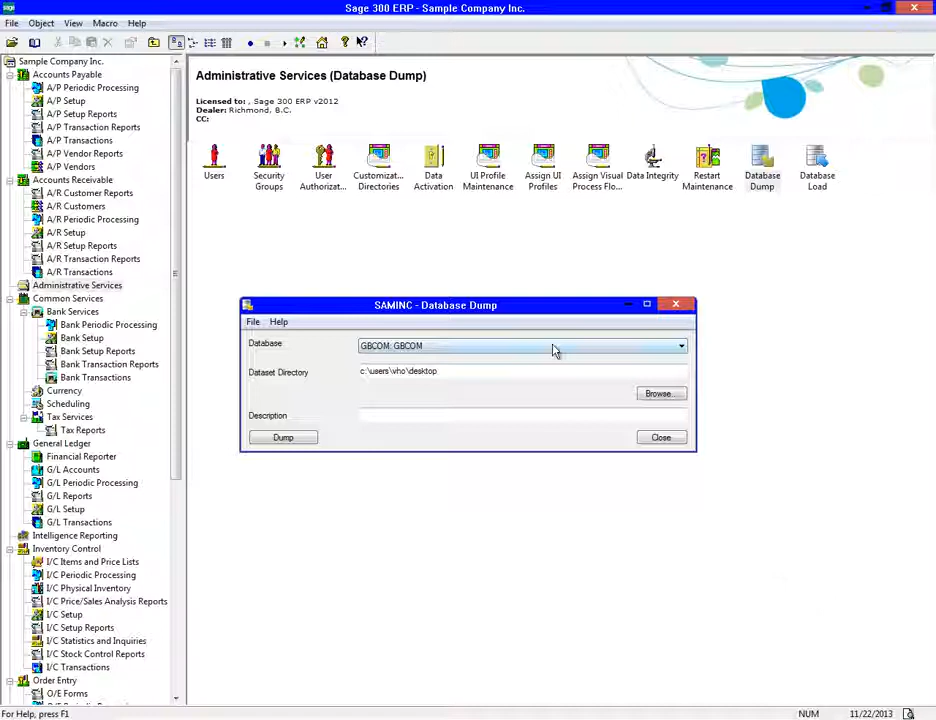 Sage 300 ERP - Sample Company Inc.
File Object View Macro Help
Sample Company Inc.
Accounts Payable
A/P Periodic Processing
A/P Setup
A/P Setup Reports
A/P Transaction Reports
A/P Transactions
A/P Vendor Reports
A/P Vendors
Accounts Receivable
A/R Customer Reports
A/R Customers
A/R Periodic Processing
A/R Setup
A/R Setup Reports
A/R Transaction Reports
A/R Transactions
Administrative Services
Common Services
Bank Services
Bank Periodic Processing
Bank Setup
Bank Setup Reports
Bank Transaction Reports
Bank Transactions
Currency
Scheduling
Tax Services
Tax Reports
General Ledger
Financial Reporter
G/L Accounts
G/L Periodic Processing
G/L Reports
G/L Setup
G/L Transactions
Intelligence Reporting
Inventory Control
I/C Items and Price Lists
I/C Periodic Processing
I/C Physical Inventory
I/C Price/Sales Analysis Reports
I/C Setup
I/C Setup Reports
I/C Statistics and Inquiries
I/C Stock Control Reports
I/C Transactions
Order Entry
O/E Forms
Administrative Services (Database Dump)
Licensed to: , Sage 300 ERP v2012
Dealer: Richmond, B.C.
CC:
Users
Security Groups
User Authorizat...
Customizat... Directories
Data Activation
UI Profile Maintenance
Assign UI Profiles
Assign Visual Process Flo...
Data Integrity
Restart Maintenance
Database Dump
Database Load
SAMINC - Database Dump
File Help
Database GBCOM: GBCOM
Dataset Directory c:\users\who\desktop
Browse...
Description
Dump Close
For Help, press F1 NUM 11/22/2013